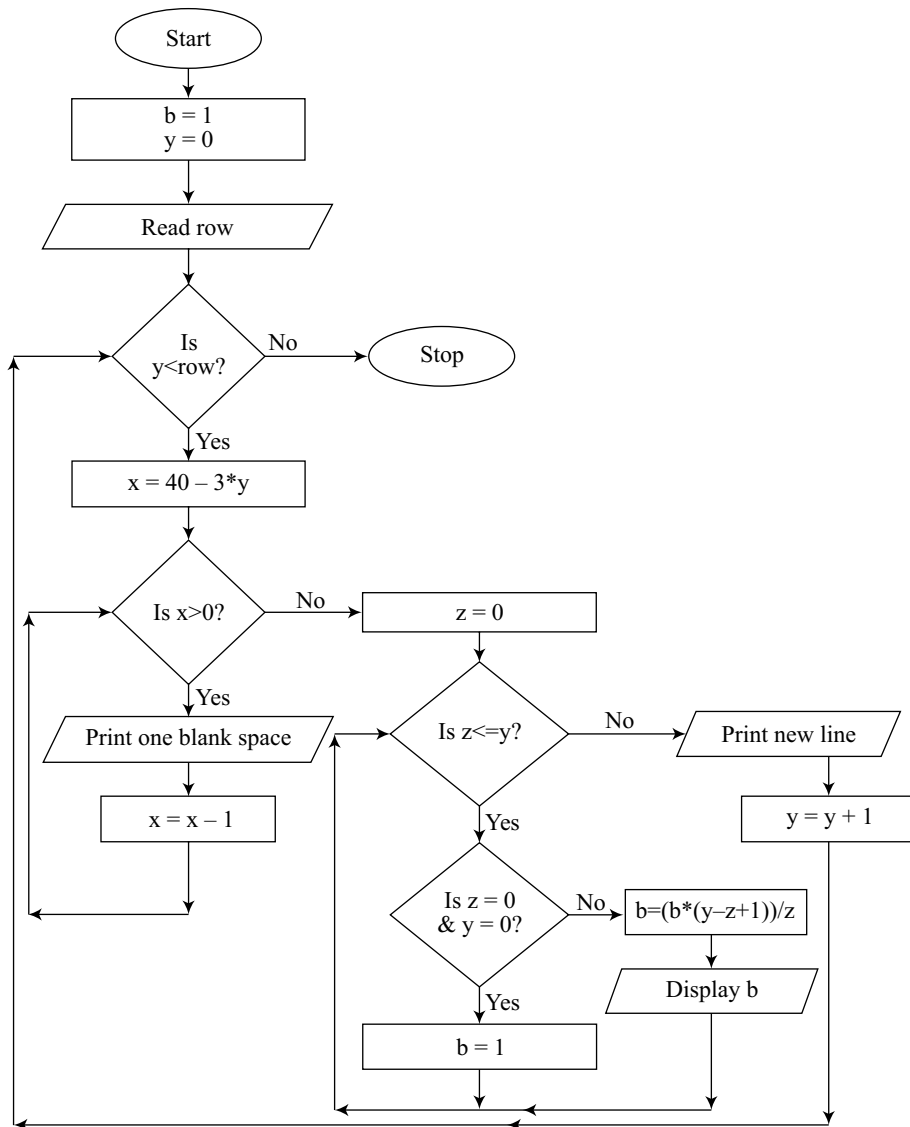 Start
b = 1
y = 0
Read row
Is
y<row?
No
Stop
Yes
x = 40 – 3*y
Is x>0?
No
z = 0
Yes
Print one blank space
x = x – 1
Is z<=y?
No
Print new line
y = y + 1
Yes
Is z = 0
& y = 0?
No
b=(b*(y–z+1))/z
Display b
Yes
b = 1